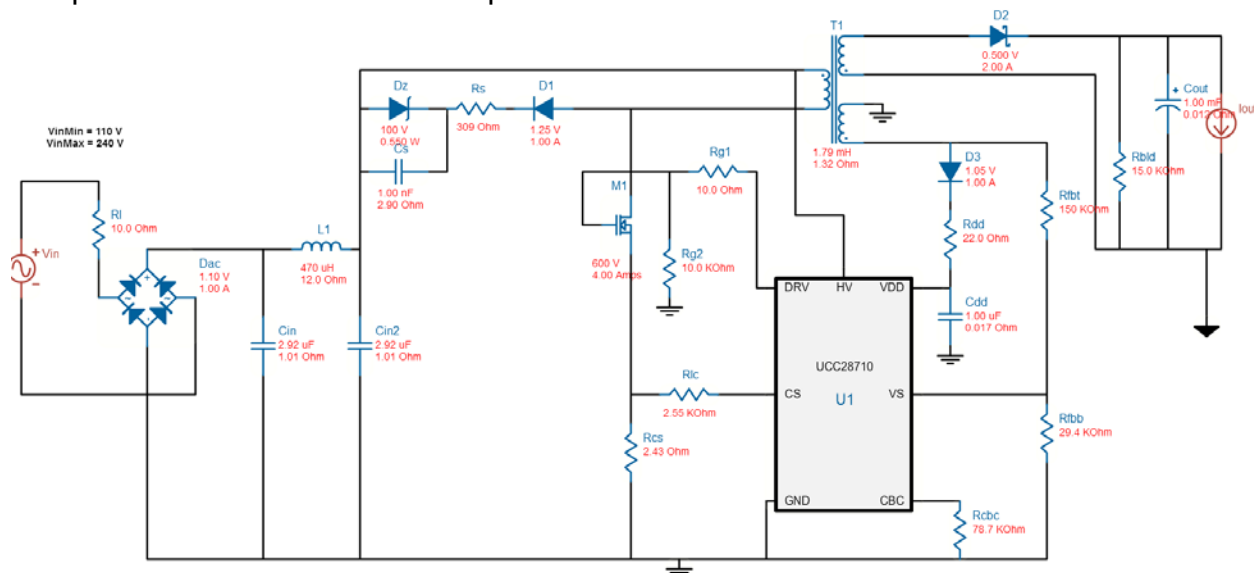 VinMin = 110 V
VinMax = 240 V
Vin
Rl
10.0 Ohm
Dac
1.10 V
1.00 A
L1
470 uH
12.0 Ohm
Cin
2.92 uF
1.01 Ohm
Cin2
2.92 uF
1.01 Ohm
Dz
100 V
0.550 W
Cs
1.00 nF
2.90 Ohm
Rs
309 Ohm
D1
1.25 V
1.00 A
M1
600 V
4.00 Amps
Rg1
10.0 Ohm
Rg2
10.0 KOhm
Rlc
2.55 KOhm
Rcs
2.43 Ohm
T1
1.79 mH
1.32 Ohm
D2
0.500 V
2.00 A
D3
1.05 V
1.00 A
Rdd
22.0 Ohm
Cdd
1.00 uF
0.017 Ohm
DRV HV VDD
UCC28710
CS U1 VS
GND CBC
Rcbc
78.7 KOhm
Rfbt
150 KOhm
Rfbb
29.4 KOhm
Rbld
15.0 KOhm
Cout
1.00 mF
0.012 Ohm